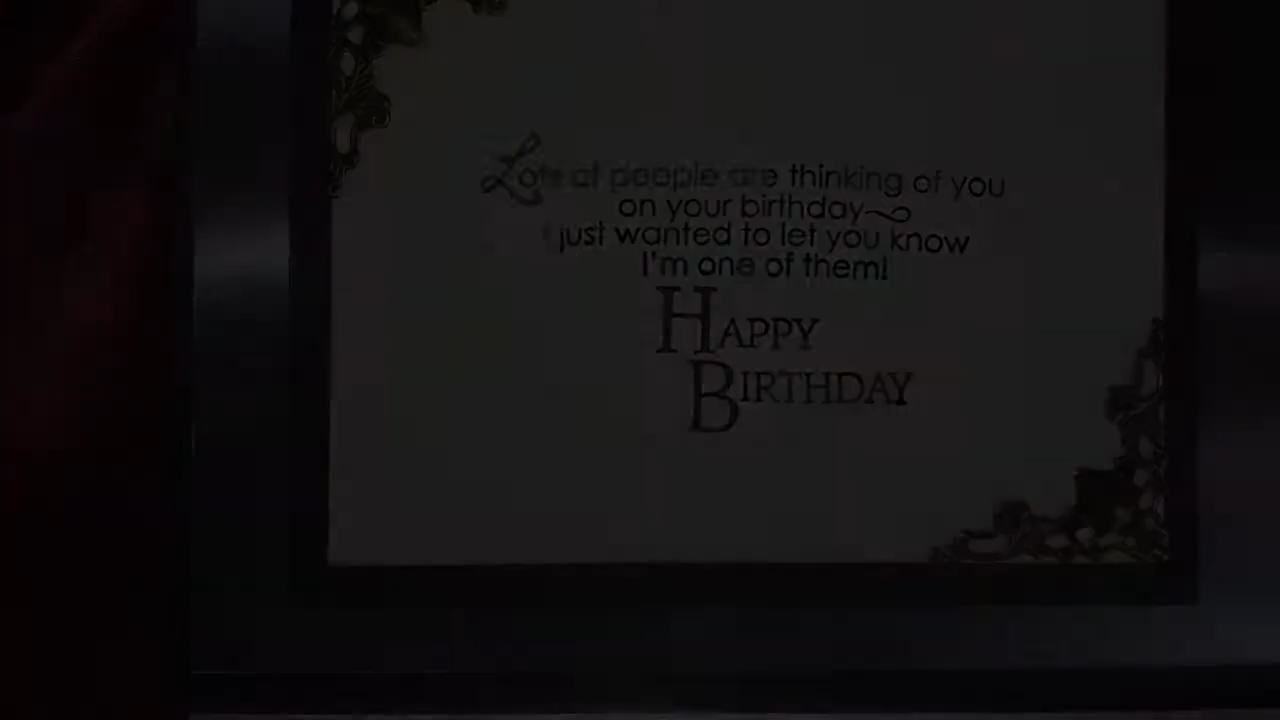 Lots of people are thinking of you
on your birthday~
I just wanted to let you know
I'm one of them!
HAPPY
BIRTHDAY